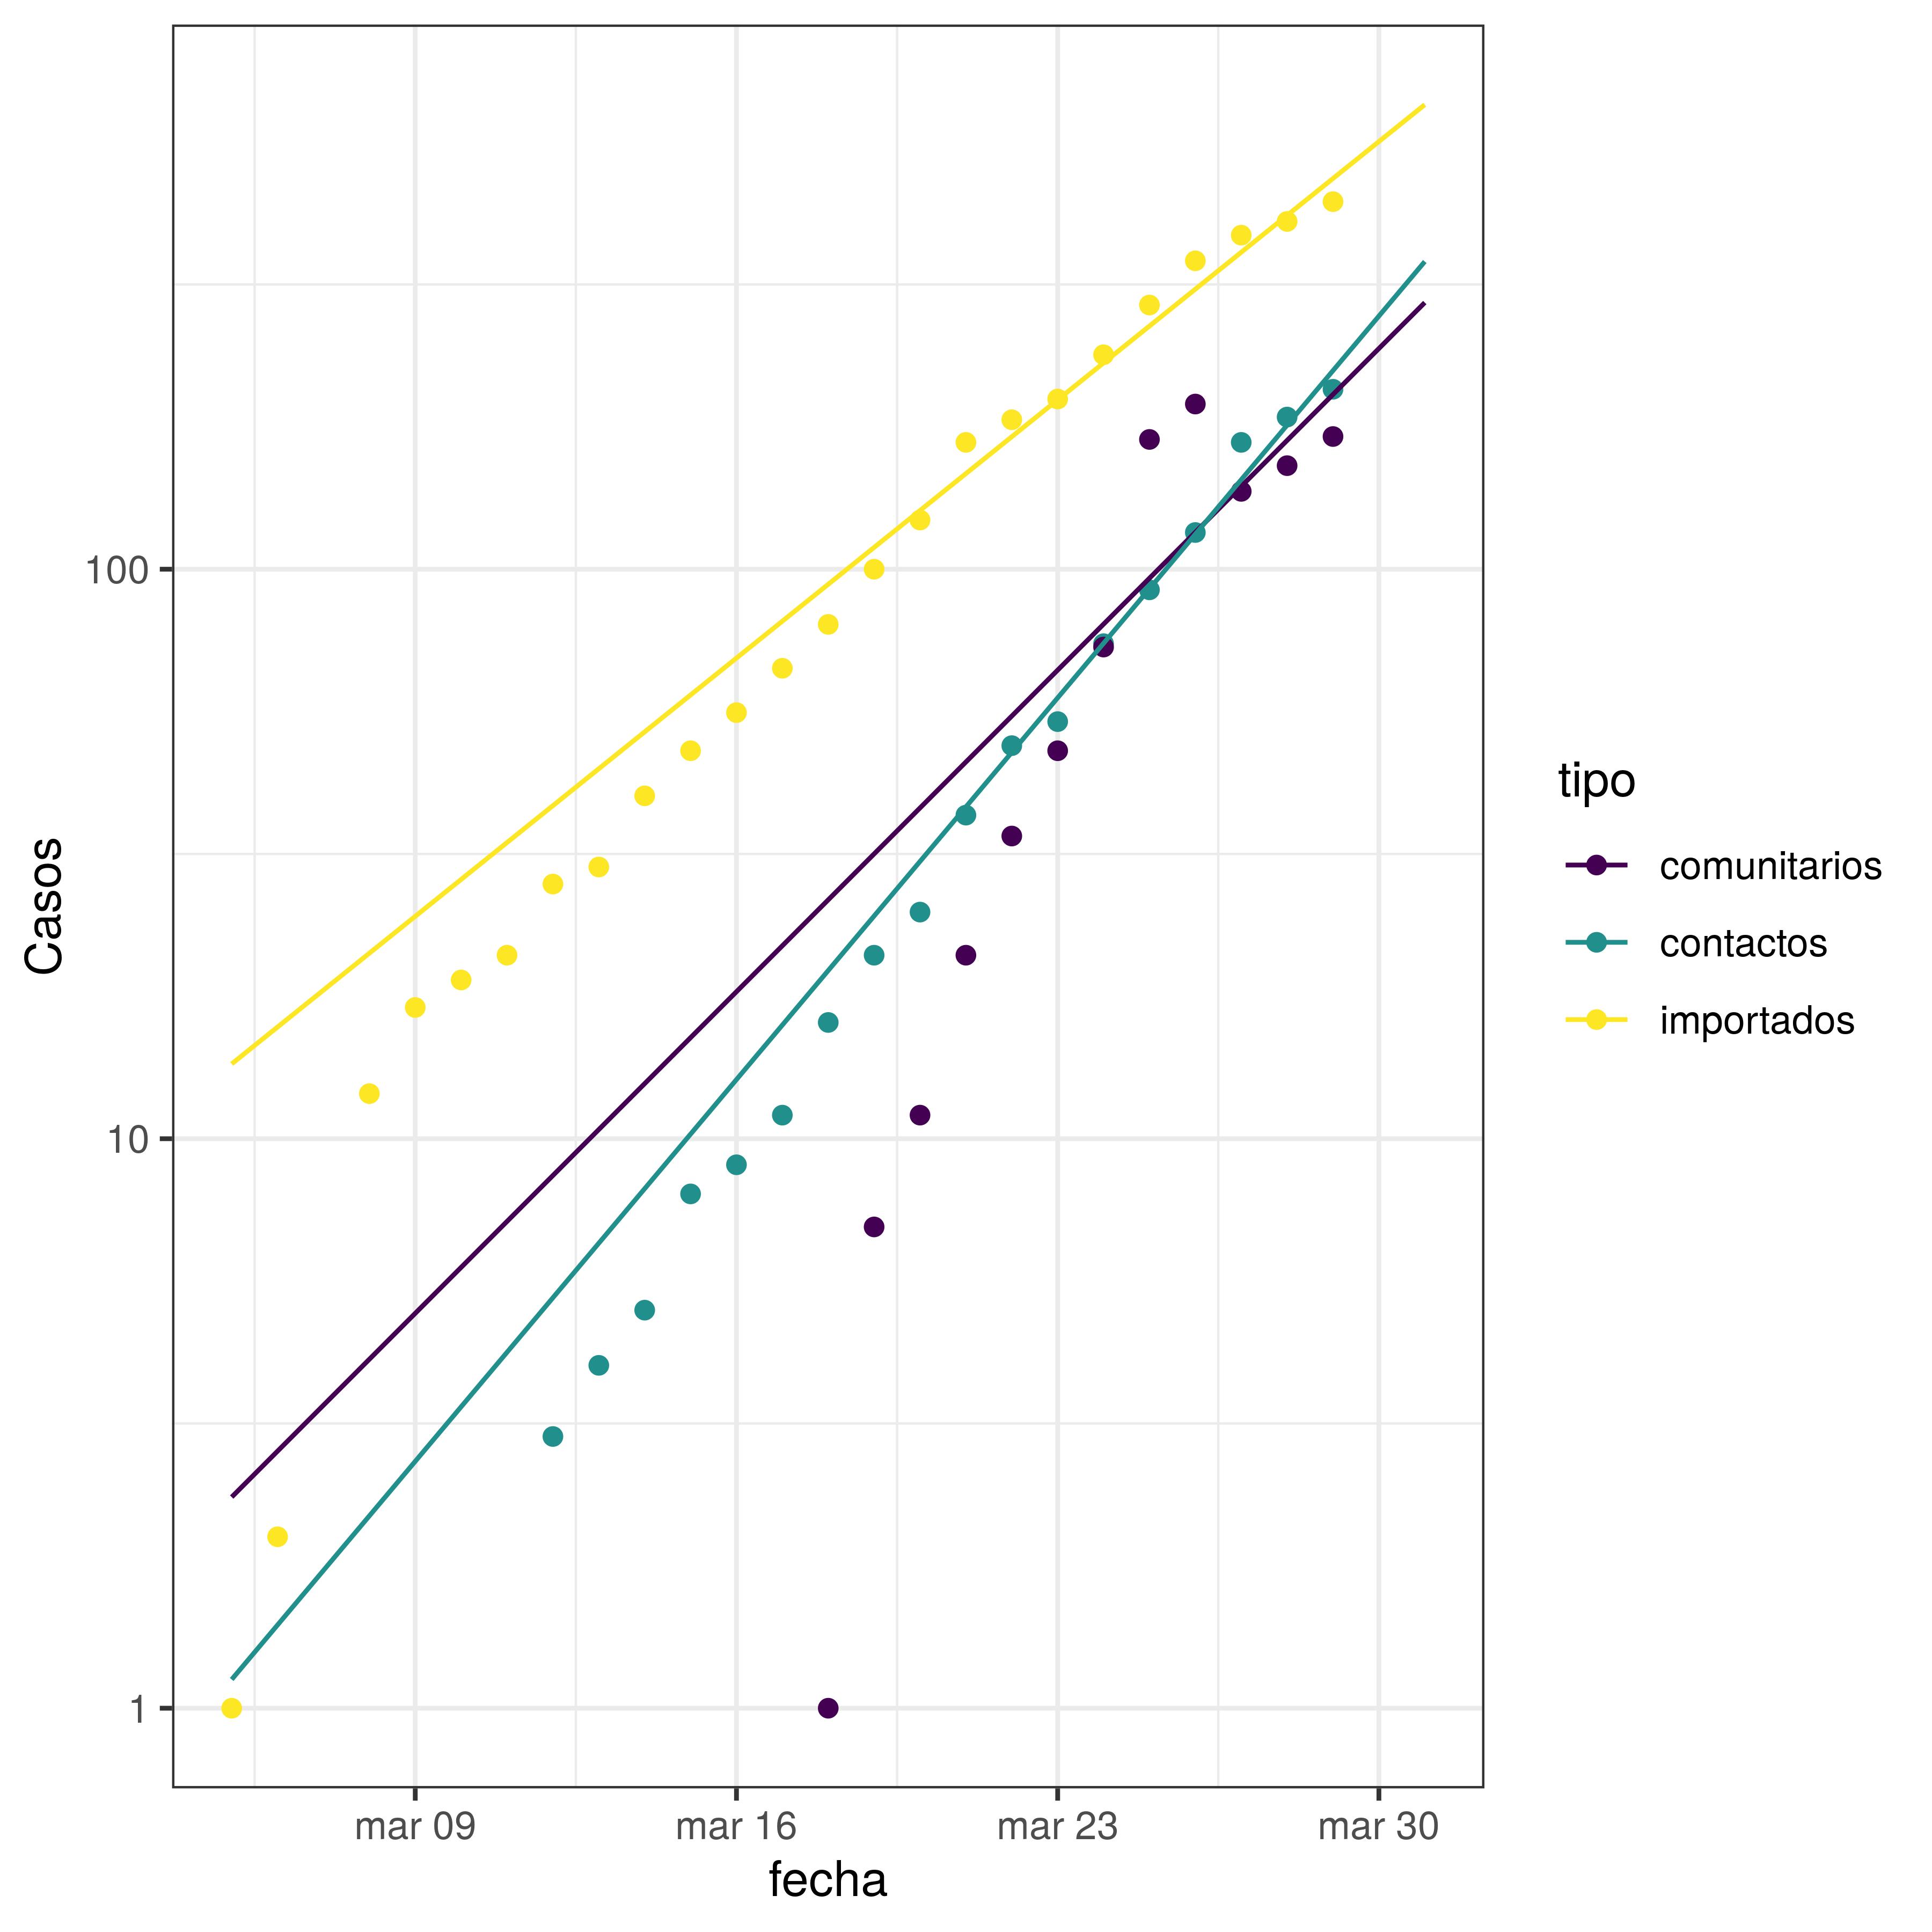 Casos
100
10
1
mar 09
mar 16
mar 23
mar 30
fecha
tipo
comunitarios
contactos
importados